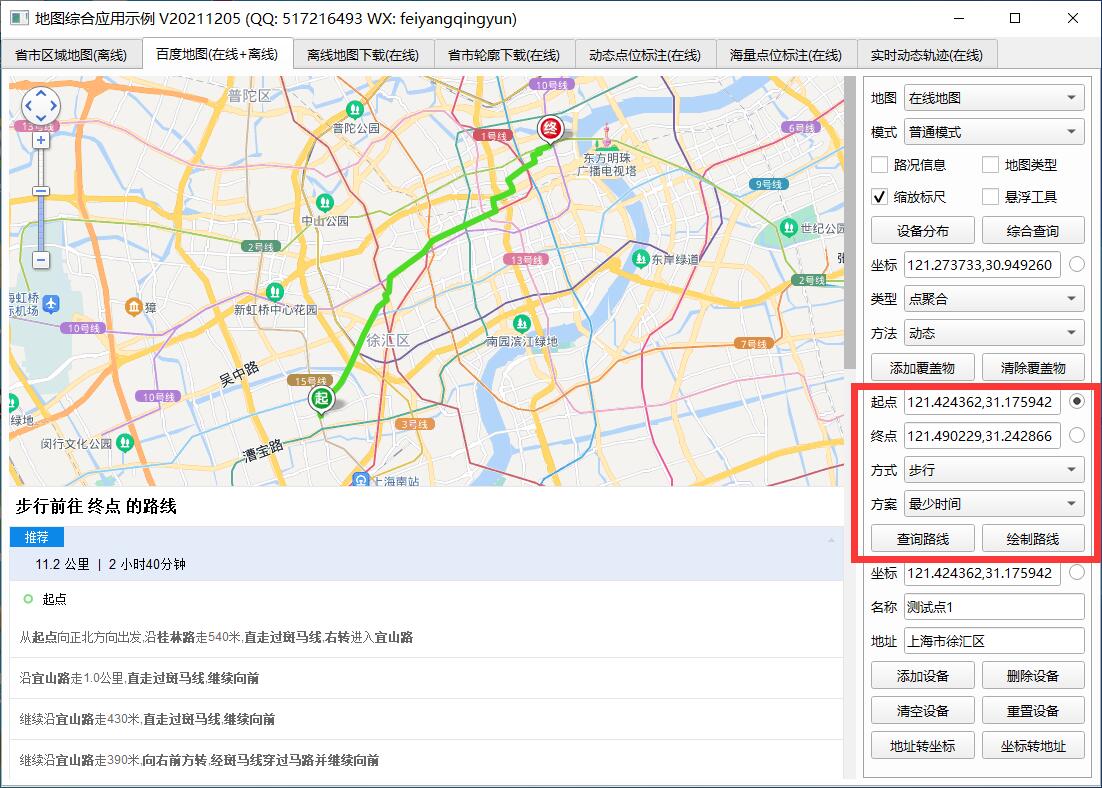 地图综合应用示例 V20211205 (QQ: 517216493 WX: feiyangqingyun)
省市区域地图(离线) 百度地图(在线+离线) 离线地图下载(在线) 省市轮廓下载(在线) 动态点位标注(在线) 海量点位标注(在线) 实时动态轨迹(在线)
普陀区
10号线
普陀公园
13号线
1号线
终
6号线
东方明珠
广播电视塔
9号线
中山公园
世纪公园
2号线
13号线
东岸绿道
2号线
新虹桥中心花园
獐
10号线
徐汇区
南园滨江绿地
7号线
吴中路
15号线
10号线
起
3号线
闵行文化公园
漕宝路
上海南站
地图 在线地图
模式 普通模式
路况信息 地图类型
缩放标尺 悬浮工具
设备分布 综合查询
坐标 121.273733,30.949260
类型 点聚合
方法 动态
添加覆盖物 清除覆盖物
起点 121.424362,31.175942
终点 121.490229,31.242866
方式 步行
方案 最少时间
查询路线 绘制路线
坐标 121.424362,31.175942
名称 测试点1
地址 上海市徐汇区
添加设备 删除设备
清空设备 重置设备
地址转坐标 坐标转地址
步行前往 终点 的路线
推荐
11.2 公里 | 2 小时40分钟
起点
从起点向正北方向出发,沿桂林路走540米,直走过斑马线,右转进入宜山路
沿宜山路走1.0公里,直走过斑马线,继续向前
继续沿宜山路走430米,直走过斑马线,继续向前
继续沿宜山路走390米,向右前方转,经斑马线穿过马路并继续向前